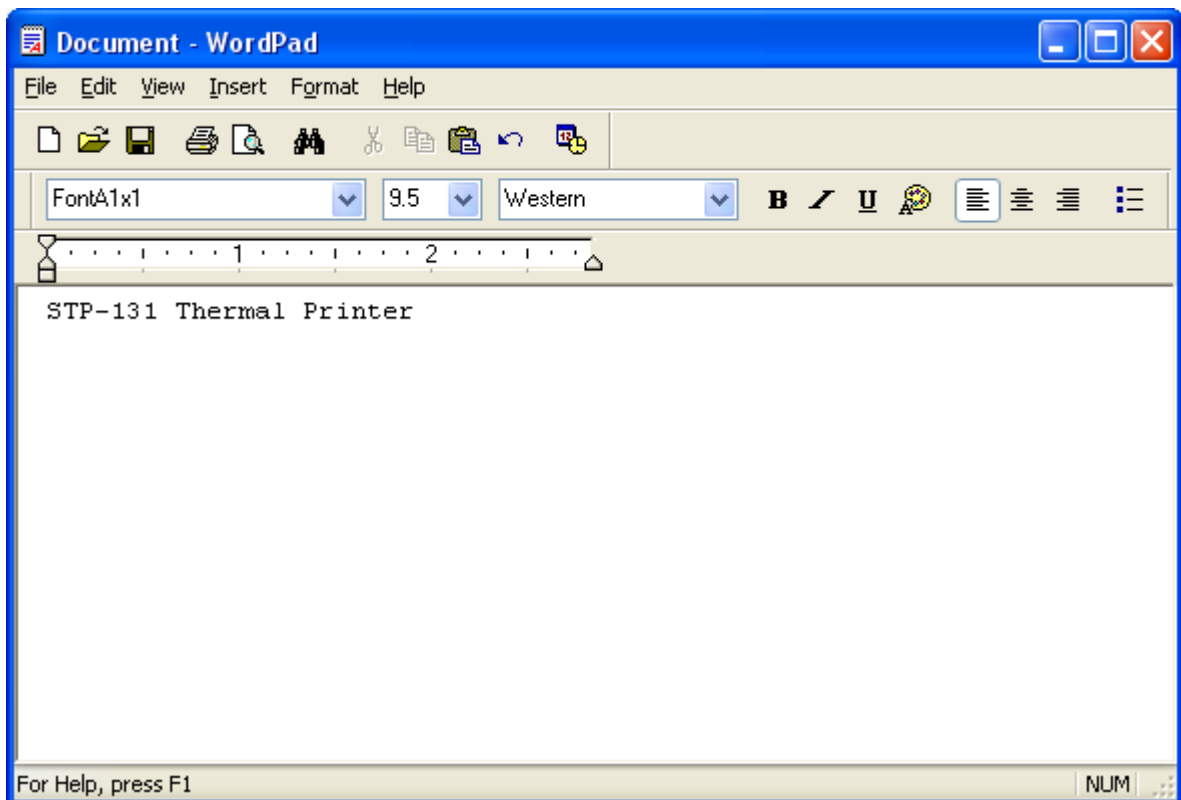 Document - WordPad
File Edit View Insert Format Help
FontA1x1 9.5 Western B U
1 2
STP-131 Thermal Printer
For Help, press F1 NUM